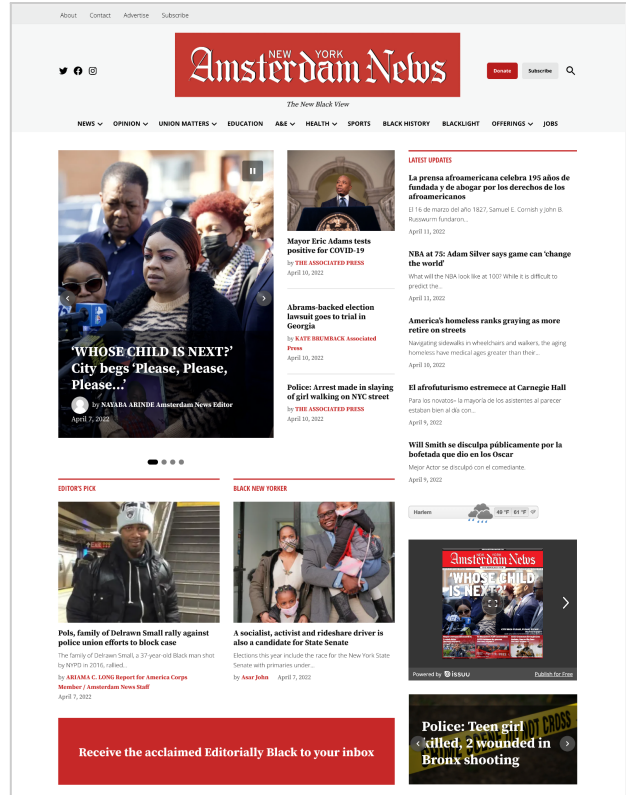 About Contact Advertise Subscribe
NEW YORK
Amsterdam News
Donate Subscribe
The New Black View
NEWS OPINION UNION MATTERS EDUCATION A&E HEALTH SPORTS BLACK HISTORY BLACKLIGHT OFFERINGS JOBS
‘WHOSE CHILD IS NEXT?’
City begs ‘Please, Please,
Please…’
by NAYABA ARINDE Amsterdam News Editor
April 7, 2022
Mayor Eric Adams tests
positive for COVID-19
by THE ASSOCIATED PRESS
April 10, 2022
Abrams-backed election
lawsuit goes to trial in
Georgia
by KATE BRUMBACK Associated
Press
April 10, 2022
Police: Arrest made in slaying
of girl walking on NYC street
by THE ASSOCIATED PRESS
April 10, 2022
LATEST UPDATES
La prensa afroamericana celebra 195 años de
fundada y de abogar por los derechos de los
afroamericanos
El 16 de marzo del año 1827, Samuel E. Cornish y John B.
Russwurm fundaron...
April 11, 2022
NBA at 75: Adam Silver says game can ‘change
the world’
What will the NBA look like at 100? While it is difficult to
predict the...
April 11, 2022
America’s homeless ranks graying as more
retire on streets
Navigating sidewalks in wheelchairs and walkers, the aging
homeless have medical ages greater than their...
April 10, 2022
El afrofuturismo estremece at Carnegie Hall
Para los novatos– la mayoría de los asistentes al parecer
estaban bien al día con...
April 9, 2022
Will Smith se disculpa públicamente por la
bofetada que dio en los Oscar
Mejor Actor se disculpó con el comediante.
April 9, 2022
EDITOR'S PICK
Pols, family of Delrawn Small rally against
police union efforts to block case
The family of Delrawn Small, a 37-year-old Black man shot
by NYPD in 2016, rallied...
by ARIAMA C. LONG Report for America Corps
Member / Amsterdam News Staff
April 7, 2022
BLACK NEW YORKER
A socialist, activist and rideshare driver is
also a candidate for State Senate
Elections this year include the race for the New York State
Senate with primaries under...
by Asar John April 7, 2022
Harlem 49 °F 61 °F
Amsterdam News
‘WHOSE CHILD
IS NEXT?’
Powered by issuu Publish for Free
Receive the acclaimed Editorially Black to your inbox
Police: Teen girl
killed, 2 wounded in
Bronx shooting